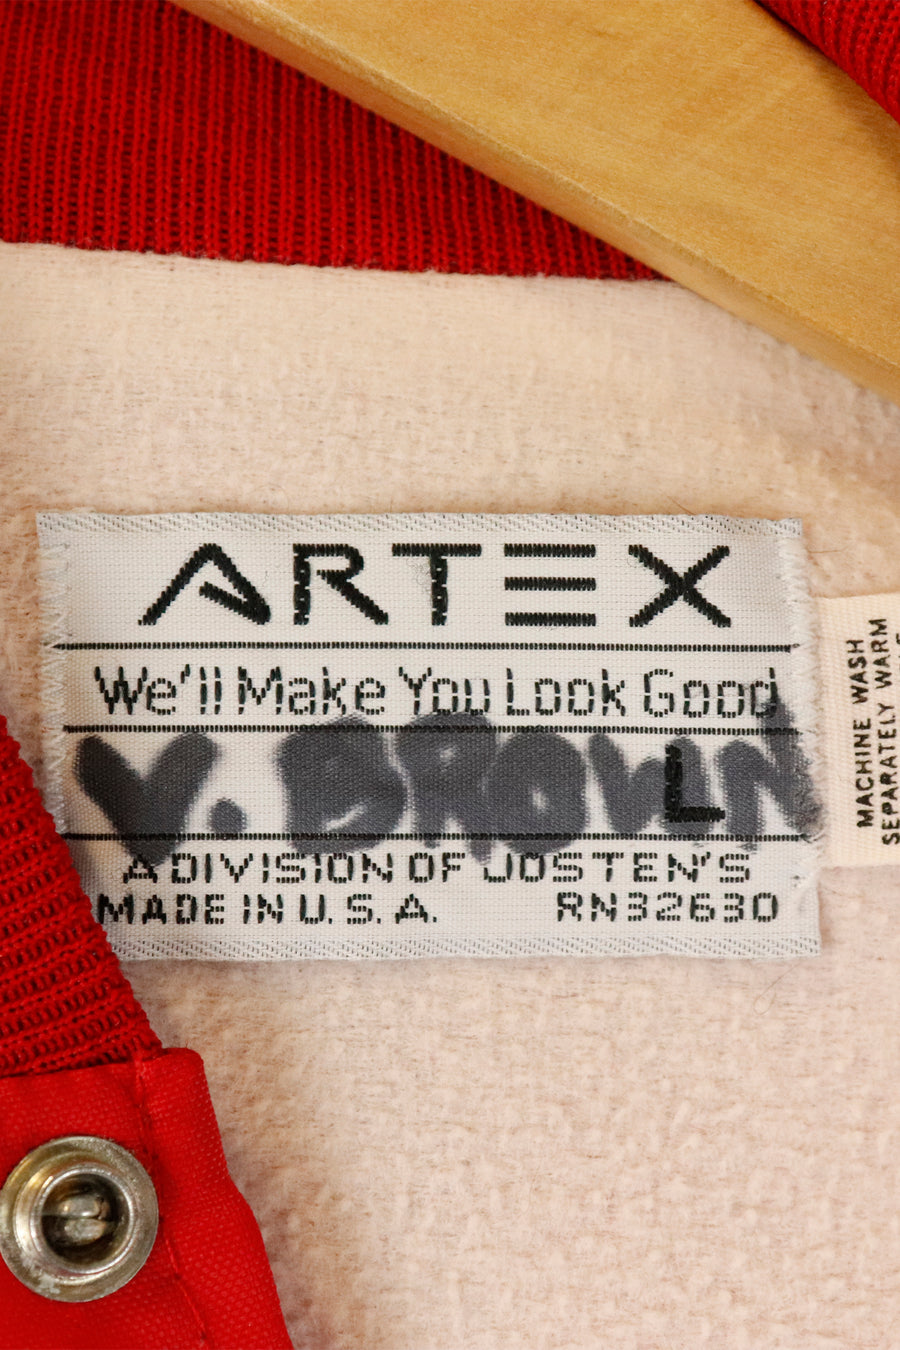 ARTEX
We'll Make You Look Good
V. BROWN
L
A DIVISION OF JOSTEN'S
MADE IN U.S.A. RN32630
MACHINE WASH
SEPARATELY WARM